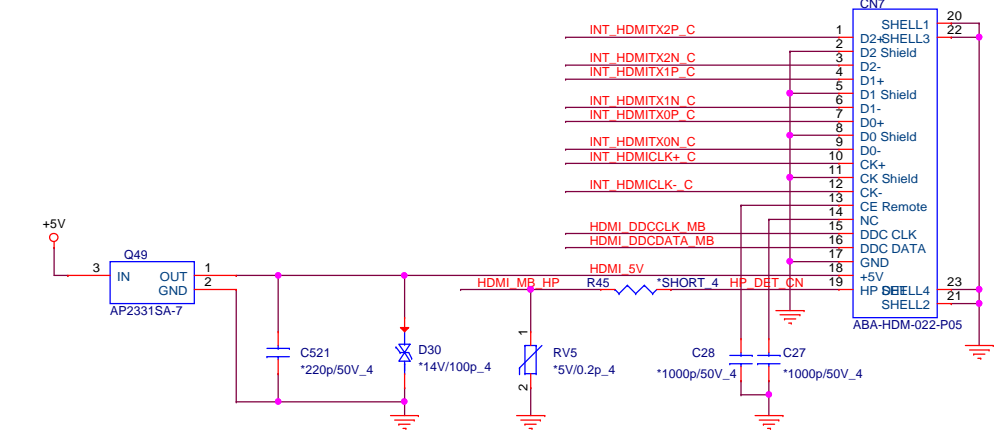 CN7
SHELL1 20
INT_HDMITX2P_C 1 D2+ SHELL3 22
2 D2 Shield
INT_HDMITX2N_C 3 D2-
INT_HDMITX1P_C 4 D1+
5 D1 Shield
INT_HDMITX1N_C 6 D1-
INT_HDMITX0P_C 7 D0+
8 D0 Shield
INT_HDMITX0N_C 9 D0-
INT_HDMICLK+_C 10 CK+
11 CK Shield
INT_HDMICLK-_C 12 CK-
13 CE Remote
14 NC
HDMI_DDCCLK_MB 15 DDC CLK
HDMI_DDCDATA_MB 16 DDC DATA
17 GND
+5V
Q49
3 IN OUT 1
GND 2
AP2331SA-7
HDMI_5V 18 +5V
HDMI_MB_HP R45 *SHORT_4 HP_DET_CN 19 HP DET SHELL4 23
SHELL2 21
ABA-HDM-022-P05
C521
*220p/50V_4
D30
*14V/100p_4
1
RV5
*5V/0.2p_4
2
C28
*1000p/50V_4
C27
*1000p/50V_4